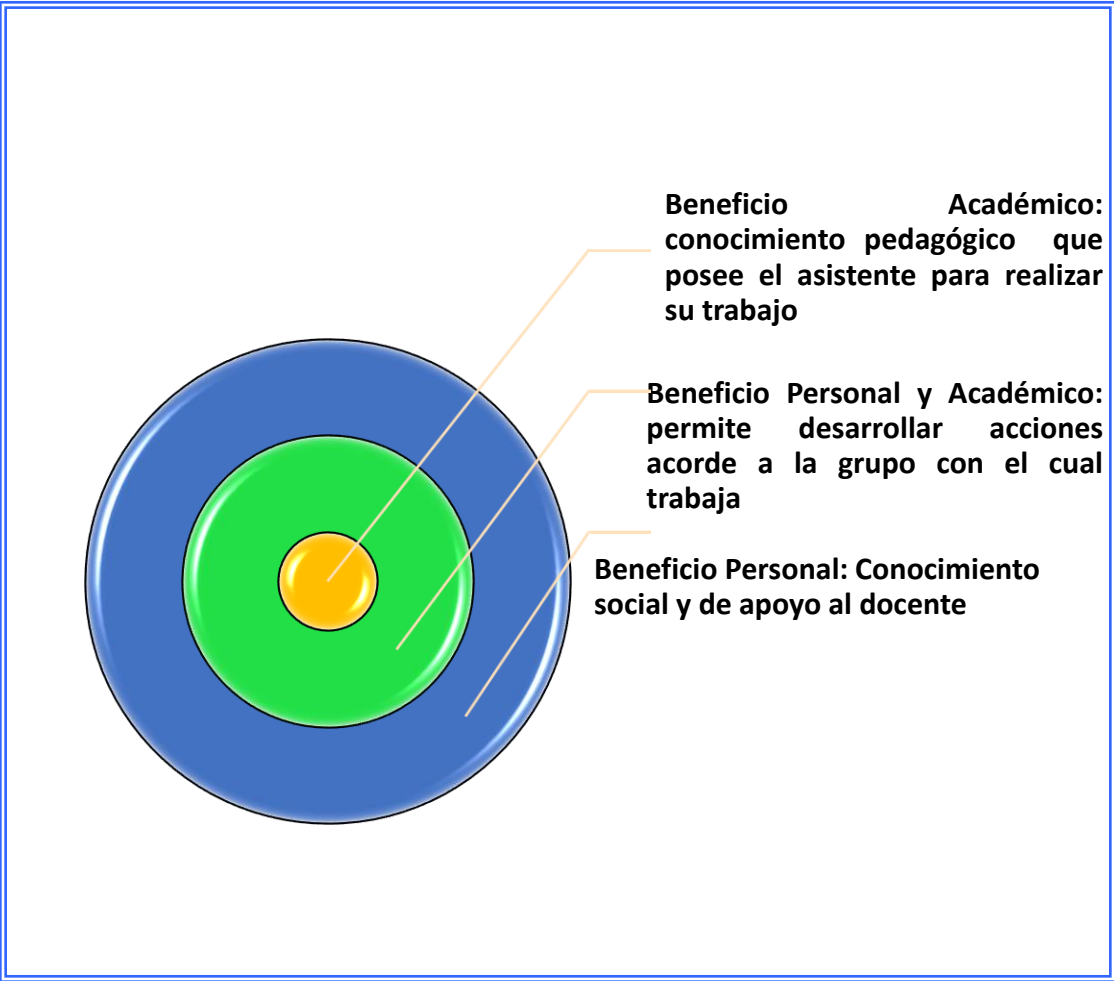 Beneficio Académico:
conocimiento pedagógico que
posee el asistente para realizar
su trabajo
Beneficio Personal y Académico:
permite desarrollar acciones
acorde a la grupo con el cual
trabaja
Beneficio Personal: Conocimiento
social y de apoyo al docente